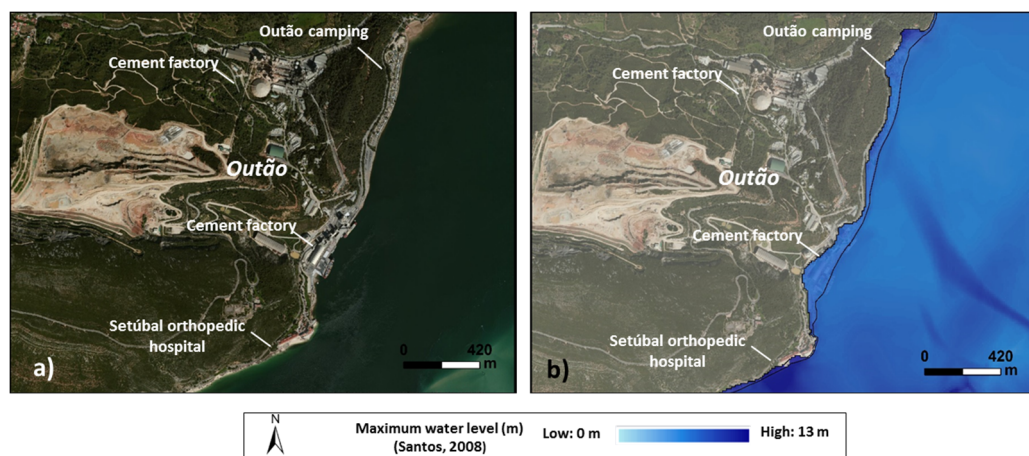 Outão camping
Cement factory
Outão
Cement factory
Setúbal orthopedic
hospital
0 420
m
a)
Outão camping
Cement factory
Outão
Cement factory
Setúbal orthopedic
hospital
0 420
m
b)
N
Maximum water level (m)
(Santos, 2008)
Low: 0 m
High: 13 m